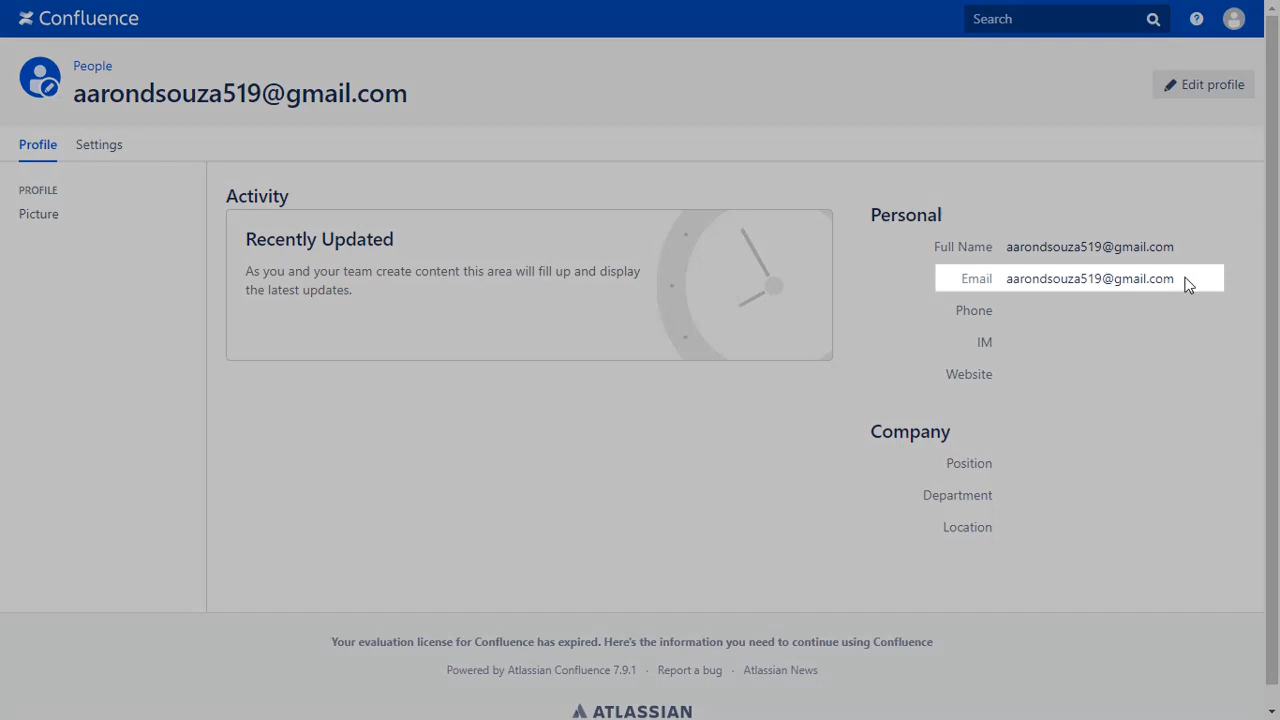 Confluence
Search
People
aarondsouza519@gmail.com
Edit profile
Profile
Settings
PROFILE
Picture
Activity
Recently Updated
As you and your team create content this area will fill up and display
the latest updates.
Personal
Full Name aarondsouza519@gmail.com
Email aarondsouza519@gmail.com
Phone
IM
Website
Company
Position
Department
Location
Your evaluation license for Confluence has expired. Here's the information you need to continue using Confluence
Powered by Atlassian Confluence 7.9.1 · Report a bug · Atlassian News
ATLASSIAN